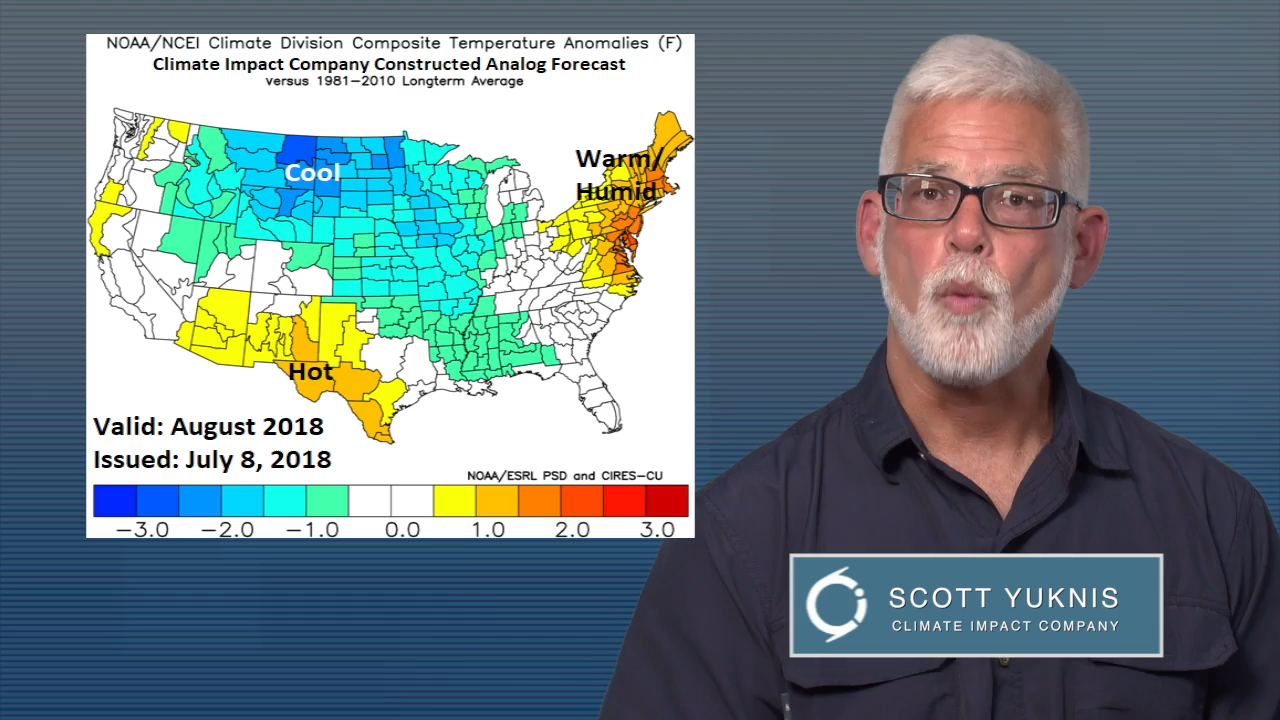 NOAA/NCEI Climate Division Composite Temperature Anomalies (F)
Climate Impact Company Constructed Analog Forecast
versus 1981–2010 Longterm Average
Warm/
Humid
Cool
Hot
Valid: August 2018
Issued: July 8, 2018
NOAA/ESRL PSD and CIRES–CU
−3.0 −2.0 −1.0 0.0 1.0 2.0 3.0
SCOTT YUKNIS
CLIMATE IMPACT COMPANY